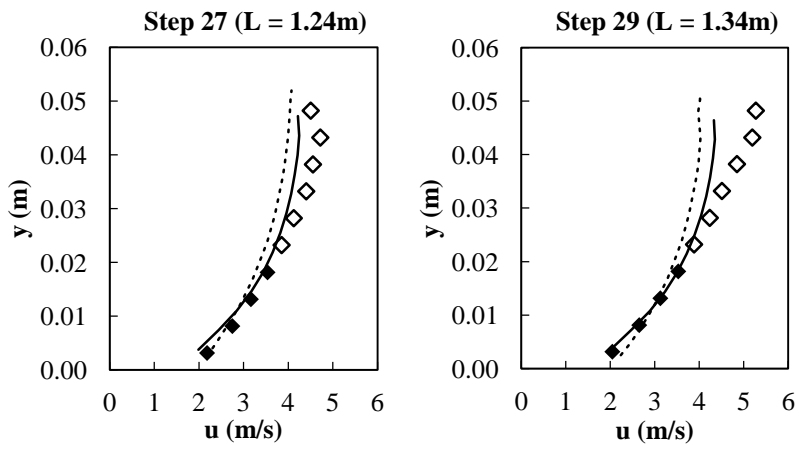 Step 27 (L = 1.24m)
0.06
0.05
0.04
0.03
0.02
0.01
0.00
y (m)
0 1 2 3 4 5 6
u (m/s)
Step 29 (L = 1.34m)
0.06
0.05
0.04
0.03
0.02
0.01
0.00
y (m)
0 1 2 3 4 5 6
u (m/s)